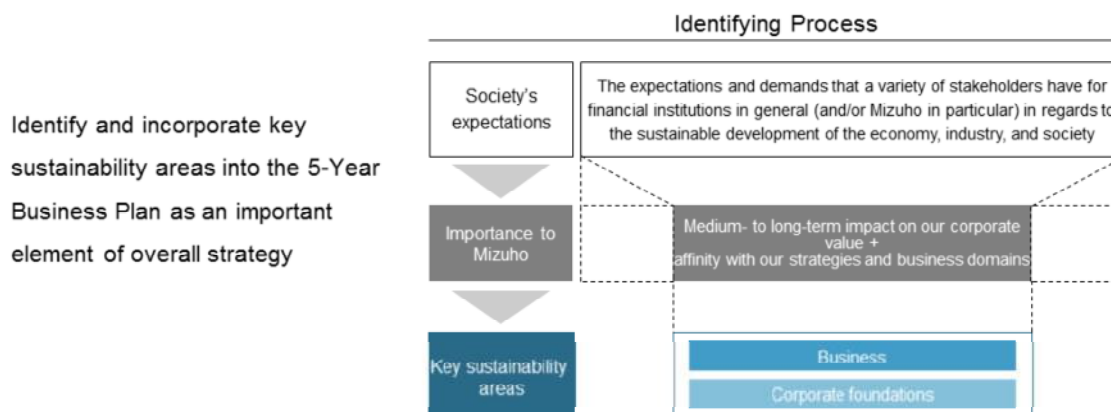 Identifying Process
Identify and incorporate key
sustainability areas into the 5-Year
Business Plan as an important
element of overall strategy
Society's
expectations
The expectations and demands that a variety of stakeholders have for
financial institutions in general (and/or Mizuho in particular) in regards to
the sustainable development of the economy, industry, and society
Importance to
Mizuho
Medium- to long-term impact on our corporate
value +
affinity with our strategies and business domains
Key sustainability
areas
Business
Corporate foundations